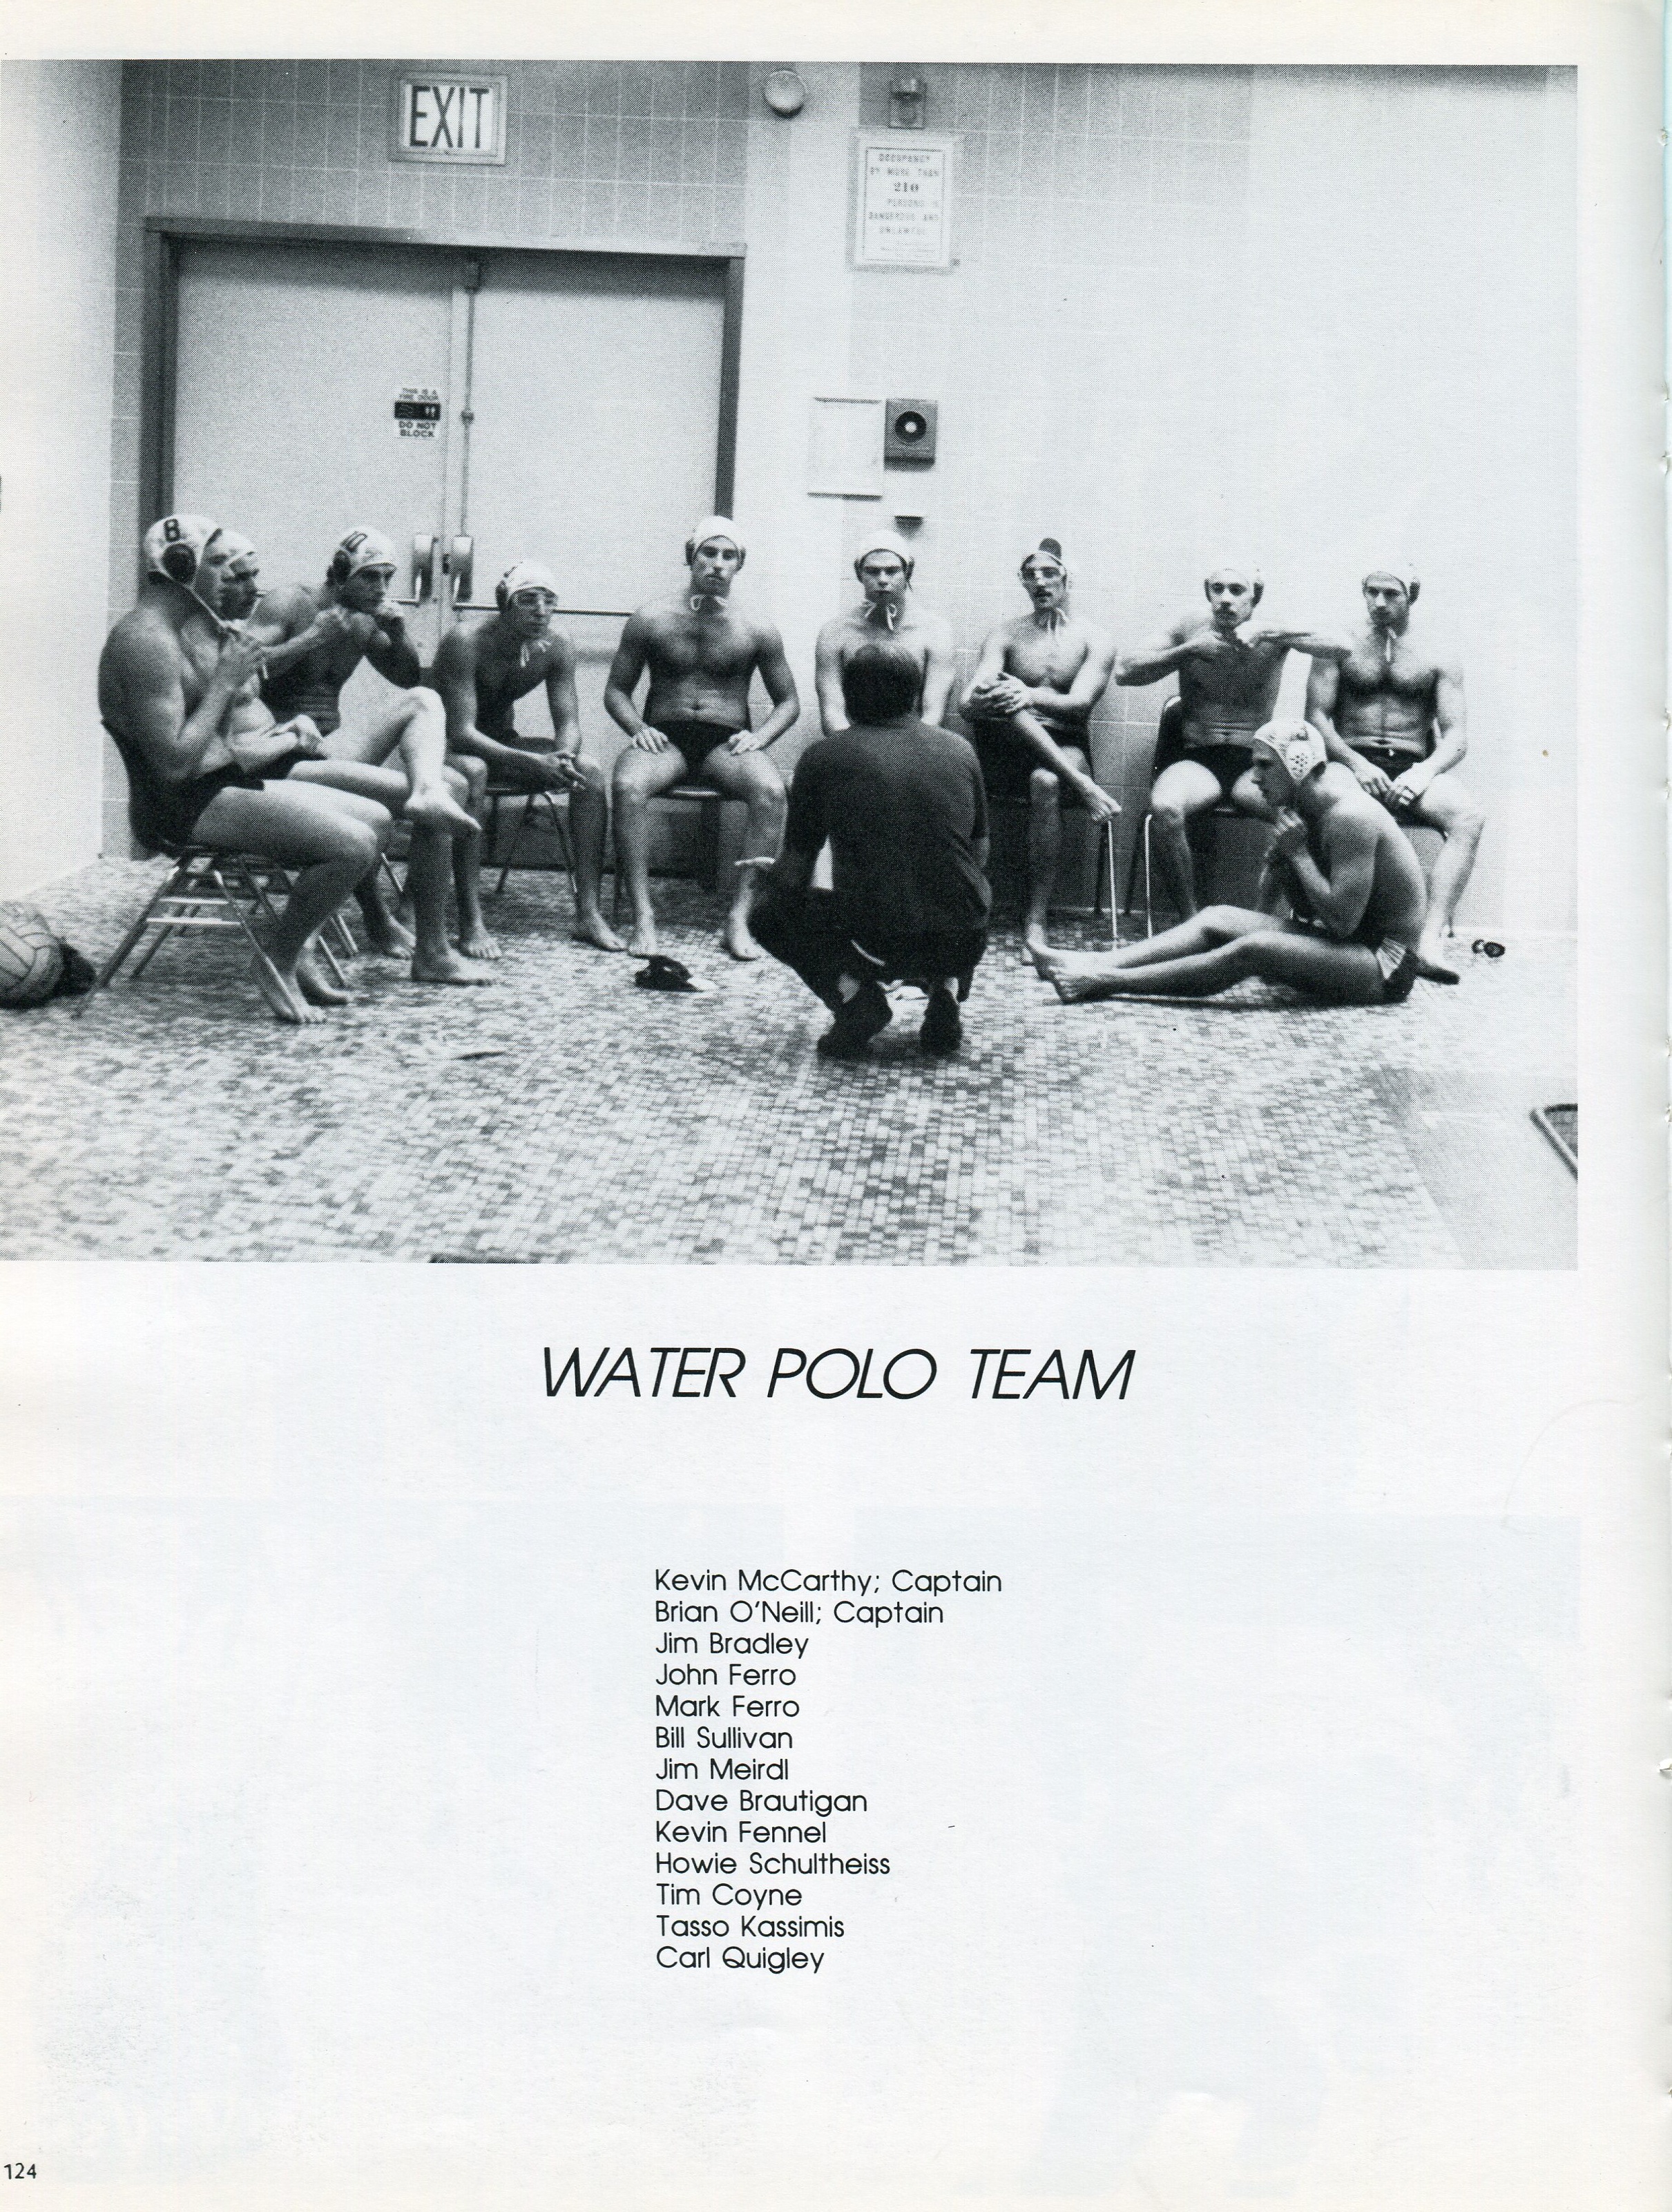 EXIT
OCCUPANCY
BY MORE THAN
210
PERSONS IS
DANGEROUS AND
UNLAWFUL
THIS IS A
FIRE DOOR
DO NOT
BLOCK
8
WATER POLO TEAM
Kevin McCarthy; Captain
Brian O'Neill; Captain
Jim Bradley
John Ferro
Mark Ferro
Bill Sullivan
Jim Meirdl
Dave Brautigan
Kevin Fennel
Howie Schultheiss
Tim Coyne
Tasso Kassimis
Carl Quigley
124